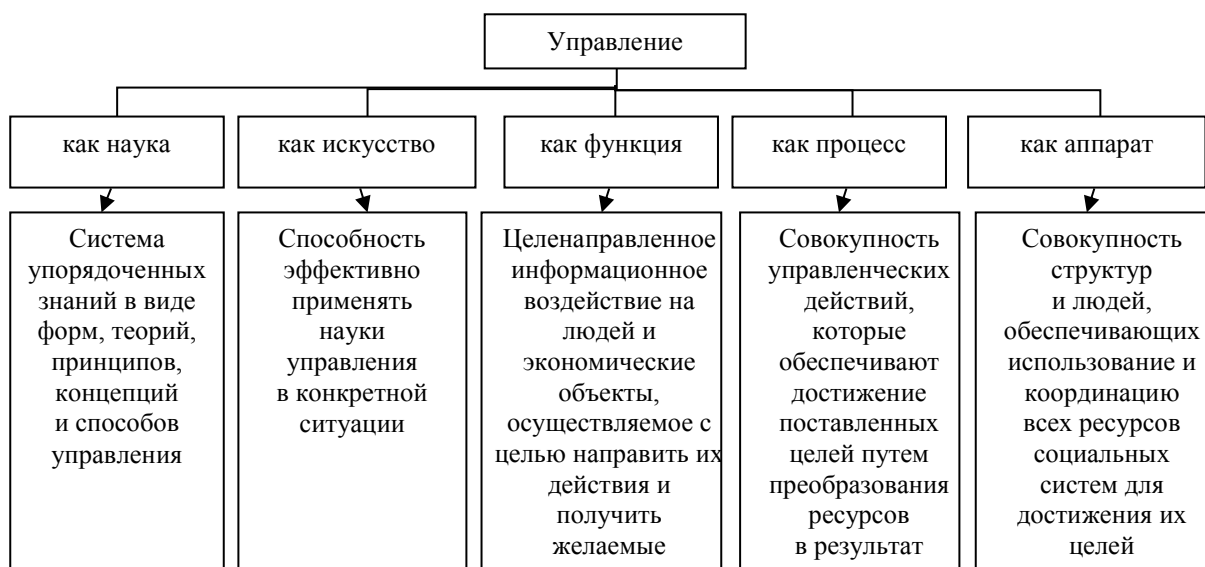 Управление
как наука
как искусство
как функция
как процесс
как аппарат
Система
упорядоченных
знаний в виде
форм, теорий,
принципов,
концепций
и способов
управления
Способность
эффективно
применять
науки
управления
в конкретной
ситуации
Целенаправленное
информационное
воздействие на
людей и
экономические
объекты,
осуществляемое с
целью направить их
действия и
получить
желаемые
Совокупность
управленческих
действий,
которые
обеспечивают
достижение
поставленных
целей путем
преобразования
ресурсов
в результат
Совокупность
структур
и людей,
обеспечивающих
использование и
координацию
всех ресурсов
социальных
систем для
достижения их
целей